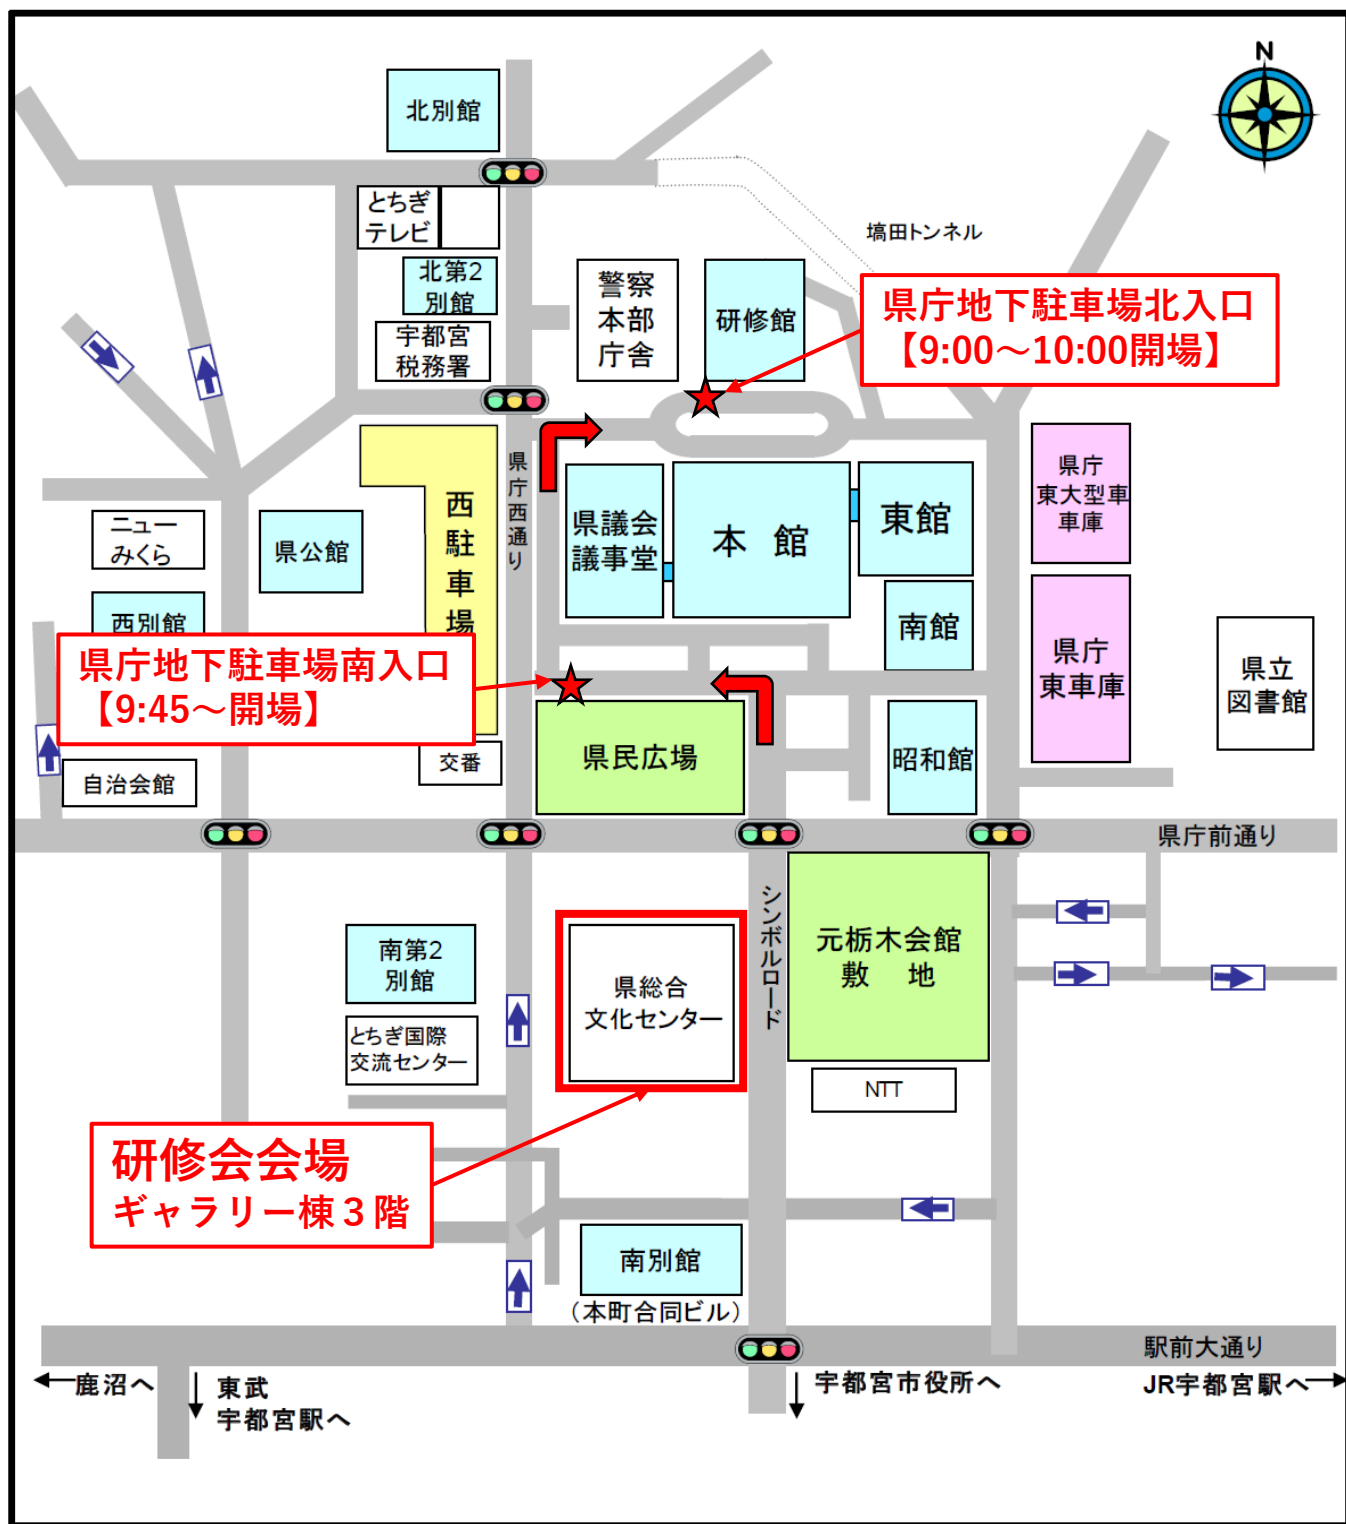 N
北別館
とちぎ
テレビ
塙田トンネル
北第2
別館
警察
本部
庁舎
研修館
県庁地下駐車場北入口
【9:00～10:00開場】
宇都宮
税務署
県庁西通り
西駐車場
県議会
議事堂
本 館
東館
県庁
東大型車
車庫
ニュー
みくら
県公館
西別館
南館
県庁地下駐車場南入口
【9:45～開場】
県庁
東車庫
県立
図書館
交番
自治会館
県民広場
昭和館
県庁前通り
シンボルロード
元栃木会館
敷 地
南第2
別館
県総合
文化センター
とちぎ国際
交流センター
NTT
研修会会場
ギャラリー棟３階
南別館
（本町合同ビル）
駅前大通り
鹿沼へ
東武
宇都宮駅へ
宇都宮市役所へ
JR宇都宮駅へ